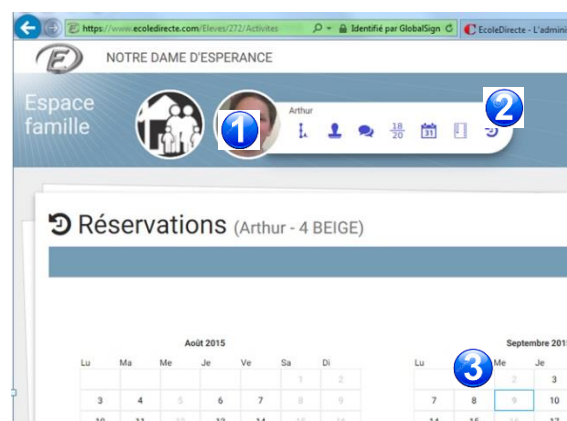 https://www.ecoledirecte.com/Eleves/272/Activites Identifié par GlobalSign EcoleDirecte - L'admini
NOTRE DAME D'ESPERANCE
Espace
famille
Arthur
1
2
18
20
31
Réservations (Arthur - 4 BEIGE)
Août 2015 Septembre 2015
Lu Ma Me Je Ve Sa Di Lu Me Je
3
1 2 2 3
3 4 5 6 7 8 9 7 8 9 10
10 11 12 13 14 15 16 14 15 16 17